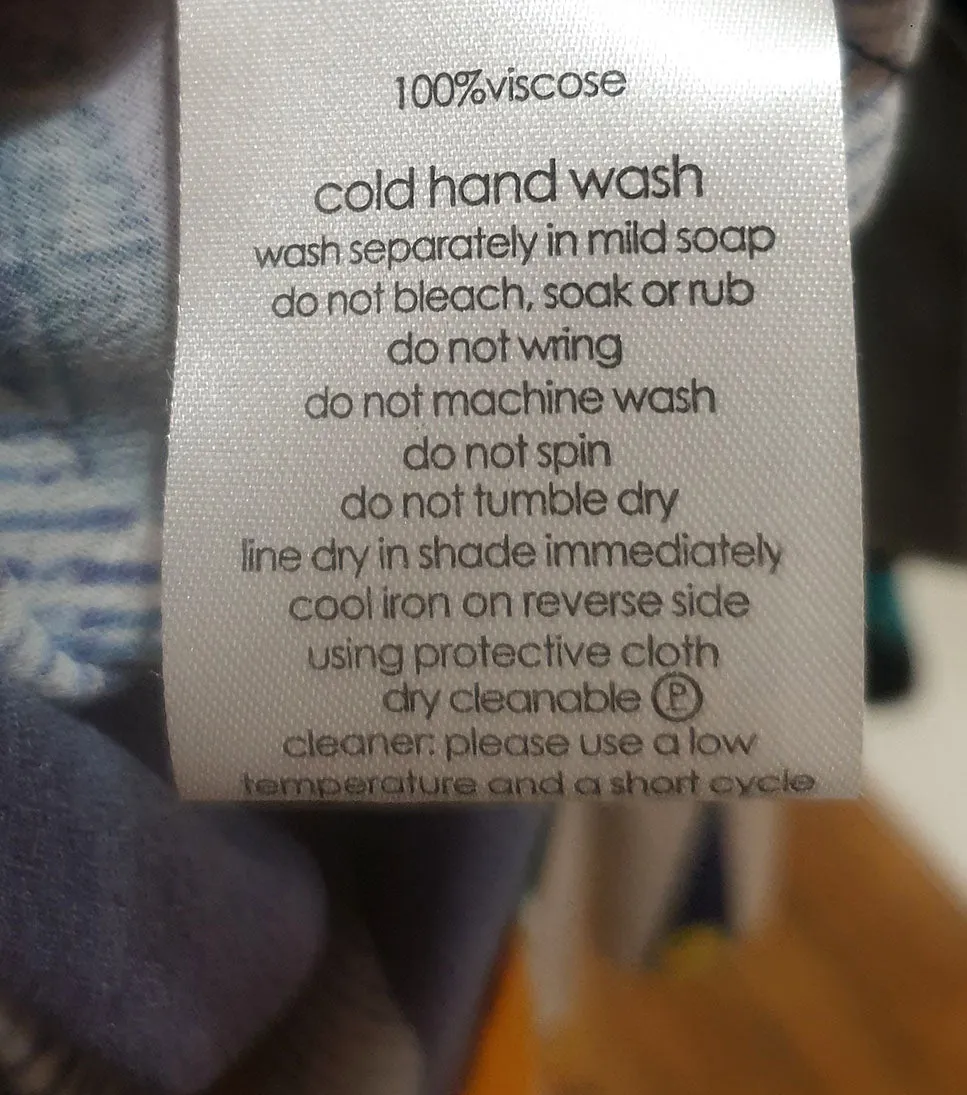 100%viscose
cold hand wash
wash separately in mild soap
do not bleach, soak or rub
do not wring
do not machine wash
do not spin
do not tumble dry
line dry in shade immediately
cool iron on reverse side
using protective cloth
dry cleanable Ⓟ
cleaner: please use a low
temperature and a short cycle